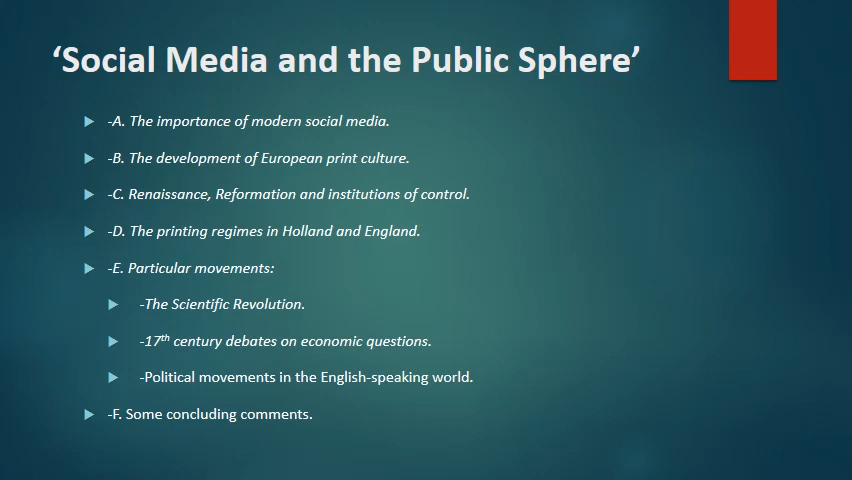 ‘Social Media and the Public Sphere’
-A. The importance of modern social media.
-B. The development of European print culture.
-C. Renaissance, Reformation and institutions of control.
-D. The printing regimes in Holland and England.
-E. Particular movements:
-The Scientific Revolution.
-17th century debates on economic questions.
-Political movements in the English-speaking world.
-F. Some concluding comments.